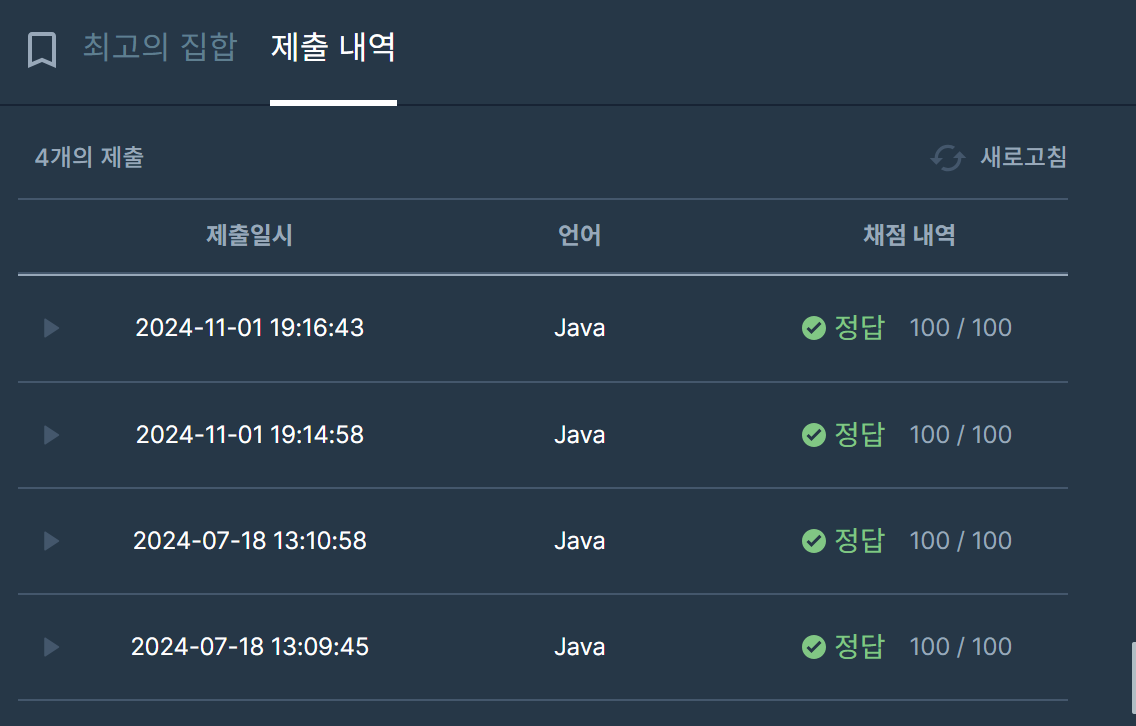 최고의 집합 제출 내역
4개의 제출 새로고침
제출일시 언어 채점 내역
2024-11-01 19:16:43 Java 정답 100 / 100
2024-11-01 19:14:58 Java 정답 100 / 100
2024-07-18 13:10:58 Java 정답 100 / 100
2024-07-18 13:09:45 Java 정답 100 / 100